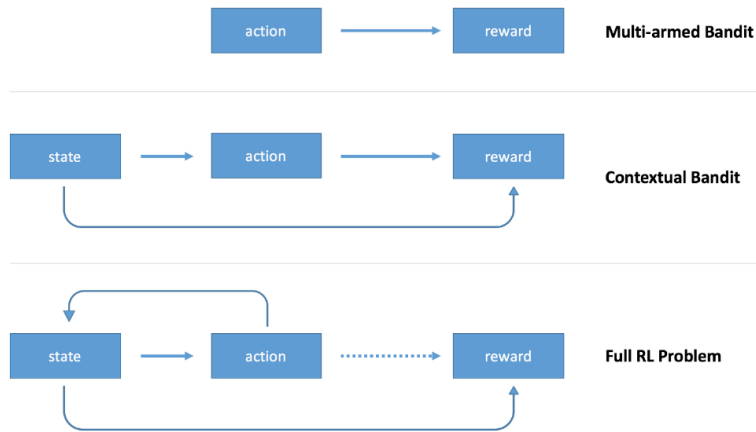 action
reward
Multi-armed Bandit
state
action
reward
Contextual Bandit
state
action
reward
Full RL Problem